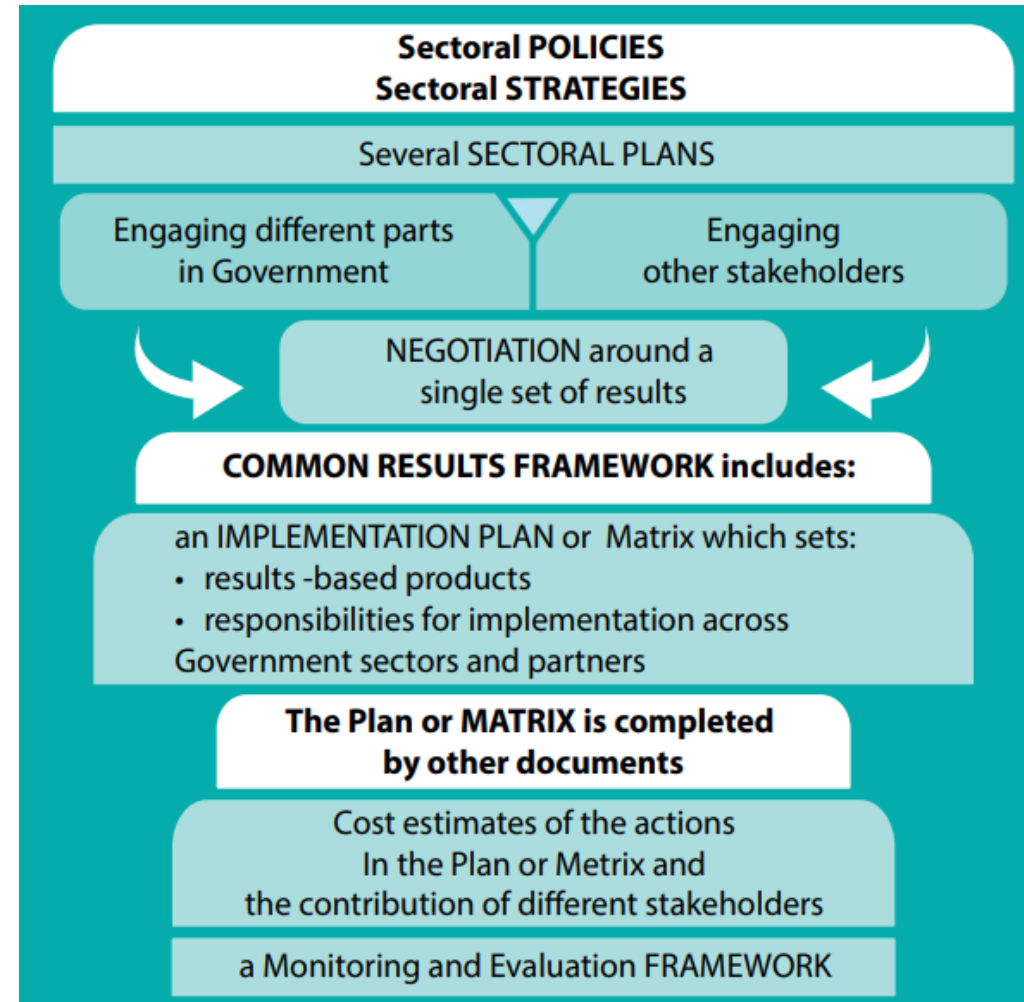 Sectoral POLICIES
Sectoral STRATEGIES
Several SECTORAL PLANS
Engaging different parts
in Government
Engaging
other stakeholders
NEGOTIATION around a
single set of results
COMMON RESULTS FRAMEWORK includes:
an IMPLEMENTATION PLAN or Matrix which sets:
• results -based products
• responsibilities for implementation across
Government sectors and partners
The Plan or MATRIX is completed
by other documents
Cost estimates of the actions
In the Plan or Metrix and
the contribution of different stakeholders
a Monitoring and Evaluation FRAMEWORK